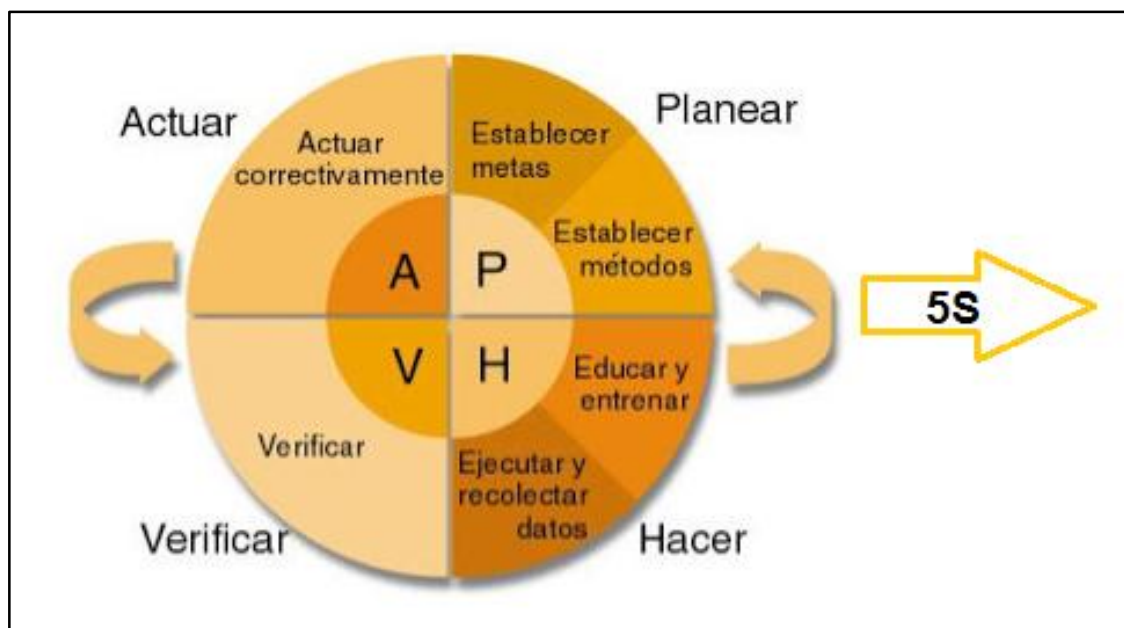 Actuar
Planear
Actuar
correctivamente
Establecer
metas
Establecer
métodos
A
P
V
H
5S
Educar y
entrenar
Verificar
Ejecutar y
recolectar
datos
Verificar
Hacer